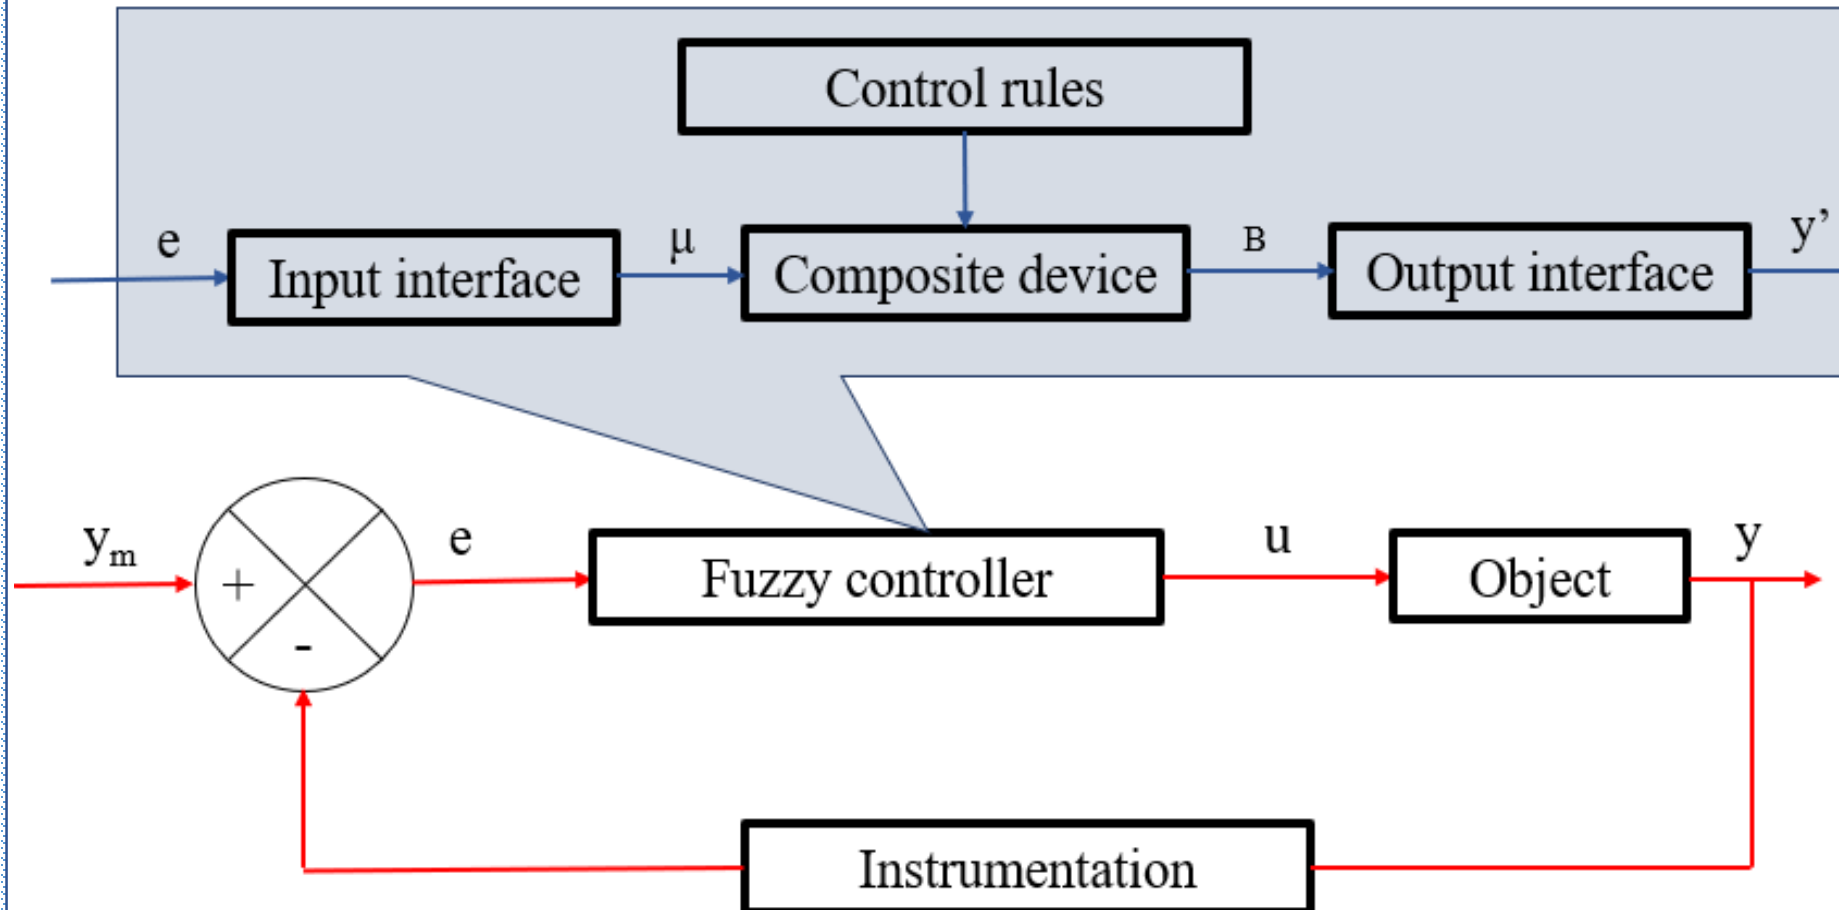 Control rules
e
Input interface
μ
Composite device
в
Output interface
y’
yₘ
+
-
e
Fuzzy controller
u
Object
y
Instrumentation